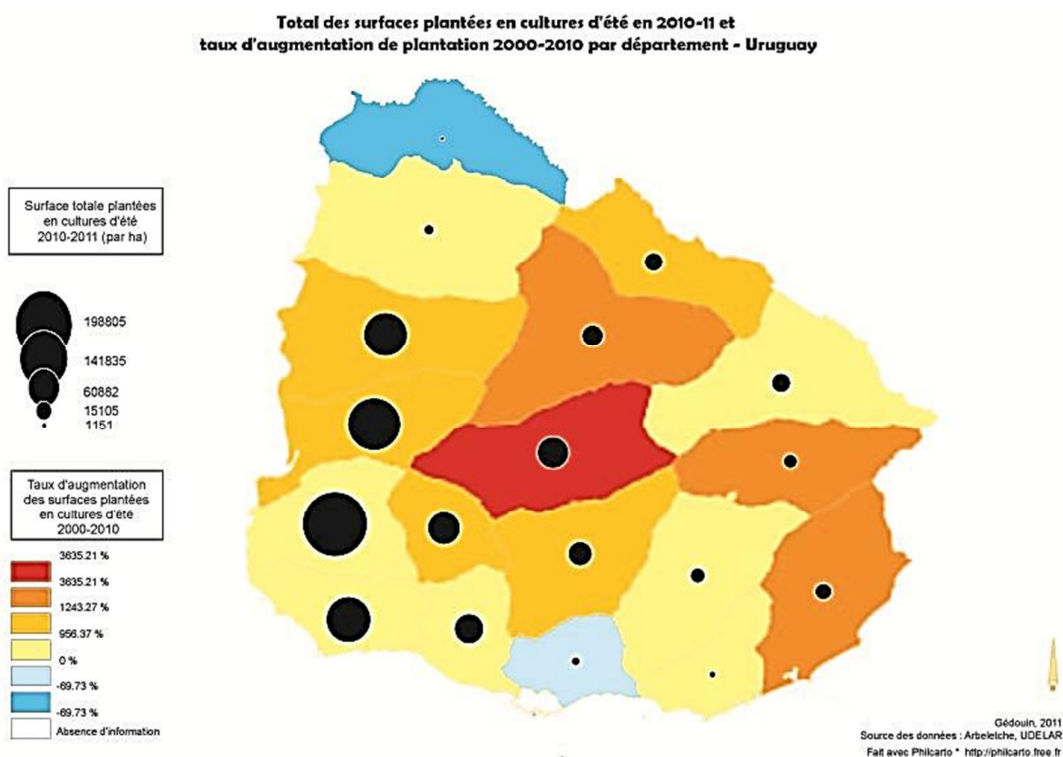 Total des surfaces plantées en cultures d'été en 2010-11 et
taux d'augmentation de plantation 2000-2010 par département - Uruguay
Surface totale plantées
en cultures d'été
2010-2011 (par ha)
198805
141835
60882
15105
1151
Taux d'augmentation
des surfaces plantées
en cultures d'été
2000-2010
3635.21 %
3635.21 %
1243.27 %
956.37 %
0 %
-69.73 %
-69.73 %
Absence d'information
Gédouin, 2011
Source des données : Arbeletche, UDELAR
Fait avec Philcarto * http://philcarto.free.fr